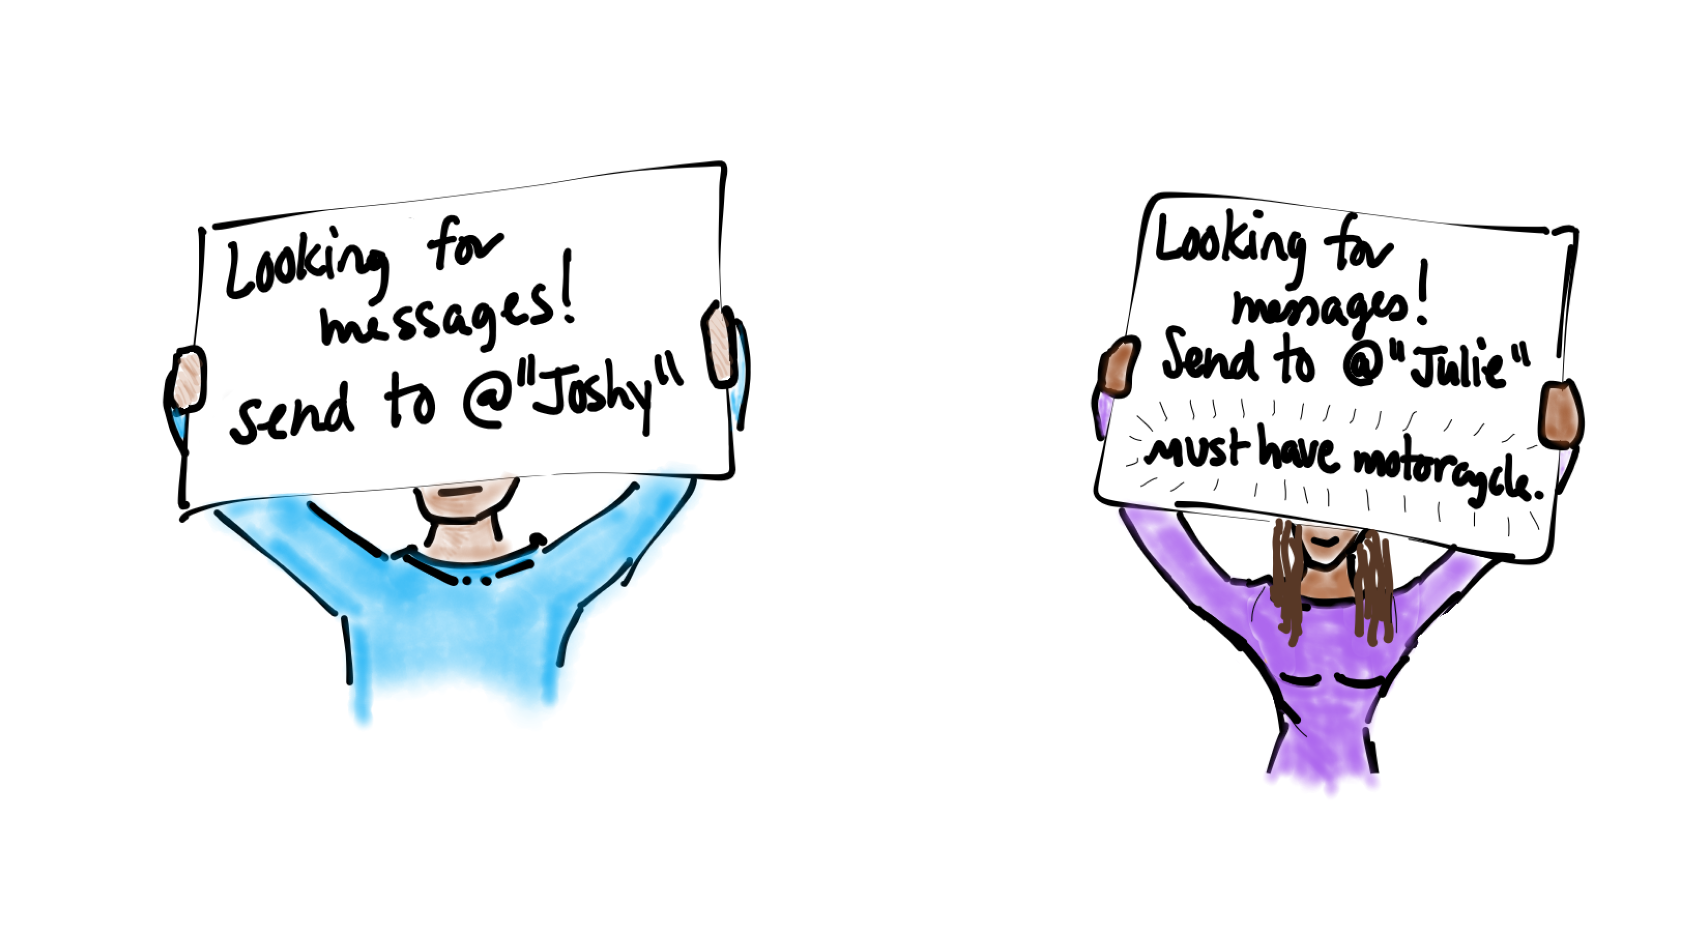 Looking for
messages!
send to @"Joshy"
Looking for
messages!
Send to @"Julie"
must have motorcycle.